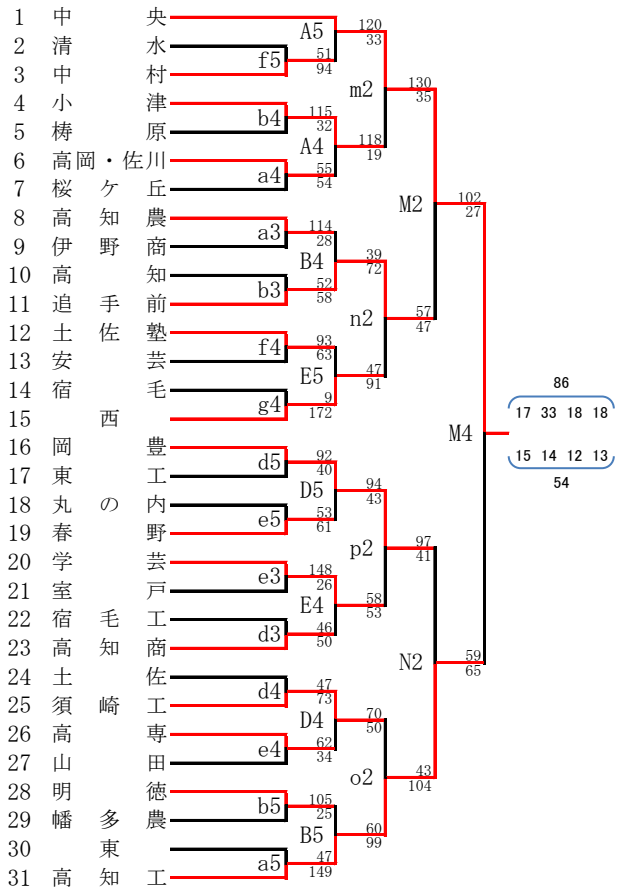 1 中央
A5 120
2 清水
33
f5 51
3 中村
94
m2 130
35
4 小津
b4 115
5 梼原
32
A4 118
19
6 高岡・佐川
a4 55
7 桜ケ丘
54
M2 102
27
8 高知農
a3 114
9 伊野商
28
B4 39
72
10 高知
b3 52
11 追手前
58
n2 57
47
12 土佐塾
f4 93
13 安芸
63
E5 47
91
14 宿毛
g4 9
15 西
172
86
17 33 18 18
M4
15 14 12 13
54
16 岡豊
d5 92
17 東工
40
D5 94
43
18 丸の内
e5 53
19 春野
61
p2 97
41
20 学芸
e3 148
21 室戸
26
E4 58
53
22 宿毛工
d3 46
23 高知商
50
N2 59
65
24 土佐
d4 47
25 須崎工
73
D4 70
50
26 高専
e4 62
27 山田
34
o2 43
104
28 明徳
b5 105
29 幡多農
25
B5 60
99
30 東
a5 47
31 高知工
149